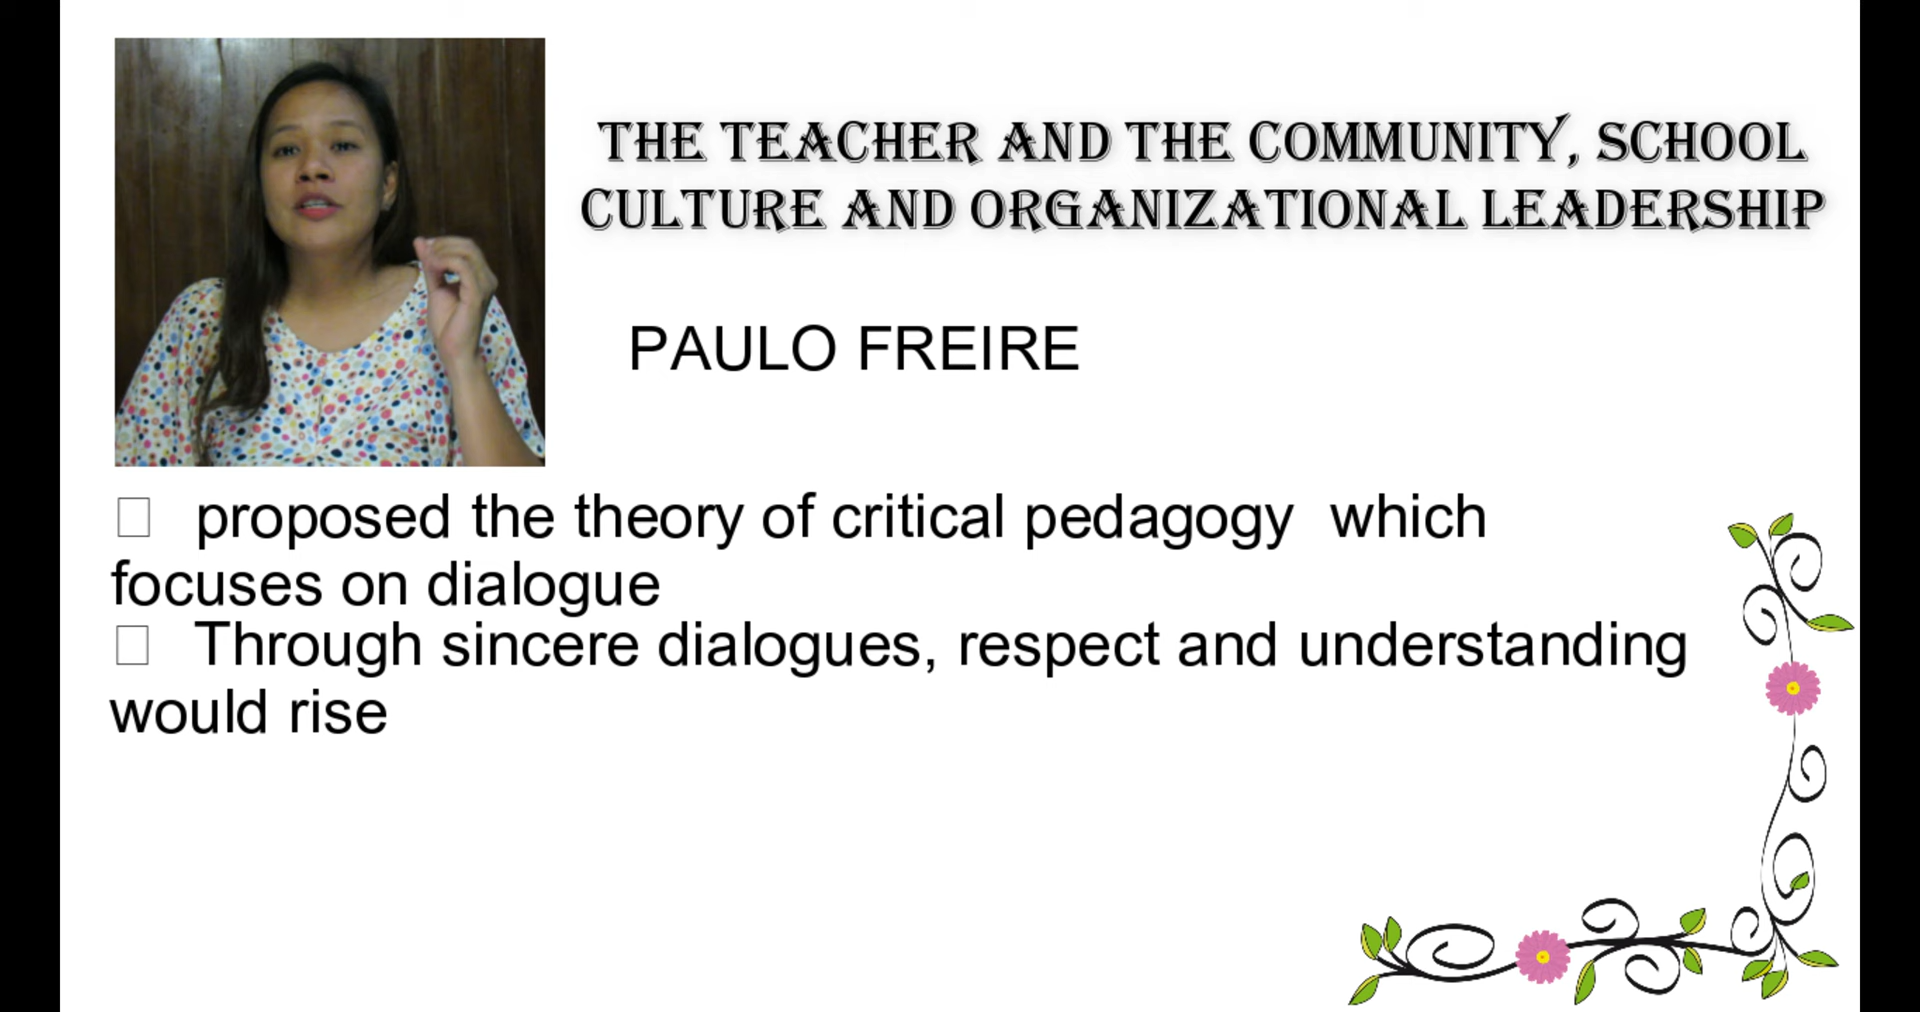 THE TEACHER AND THE COMMUNITY, SCHOOL
CULTURE AND ORGANIZATIONAL LEADERSHIP
PAULO FREIRE
proposed the theory of critical pedagogy  which
focuses on dialogue
Through sincere dialogues, respect and understanding
would rise